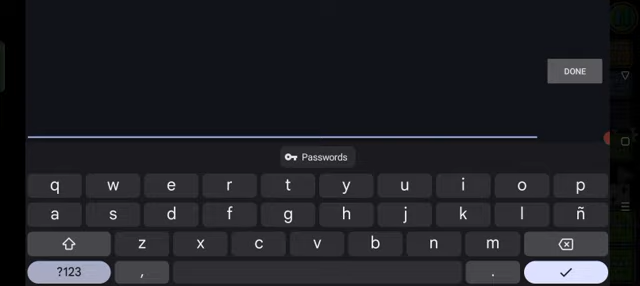 DONE
Passwords
q w e r t y u i o p
a s d f g h j k l ñ
z x c v b n m
?123 , .